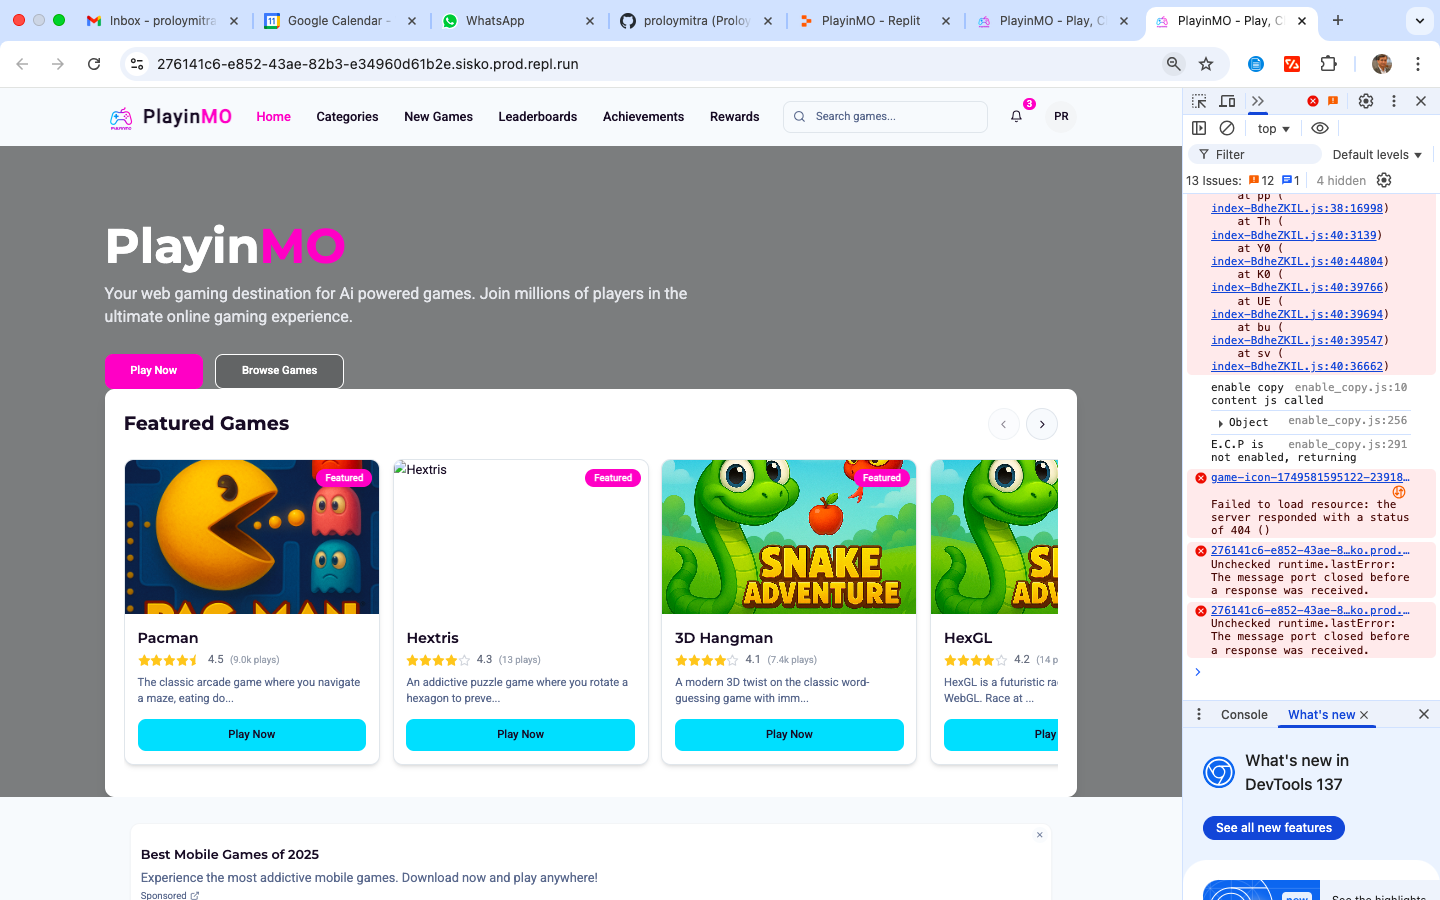 Inbox - proloymitra
Google Calendar -
WhatsApp
proloymitra (Proloy
PlayinMO - Replit
PlayinMO - Play, C
PlayinMO - Play, C
276141c6-e852-43ae-82b3-e34960d61b2e.sisko.prod.repl.run
PlayinMO
Home
Categories
New Games
Leaderboards
Achievements
Rewards
Search games...
3
PR
PlayinMO
Your web gaming destination for Ai powered games. Join millions of players in the
ultimate online gaming experience.
Play Now
Browse Games
Featured Games
Featured
PAC-MAN
Pacman
4.5 (9.0k plays)
The classic arcade game where you navigate
a maze, eating do...
Play Now
Hextris
Featured
Hextris
4.3 (13 plays)
An addictive puzzle game where you rotate a
hexagon to preve...
Play Now
Featured
SNAKE
ADVENTURE
3D Hangman
4.1 (7.4k plays)
A modern 3D twist on the classic word-
guessing game with imm...
Play Now
HexGL
4.2 (14 p
HexGL is a futuristic ra
WebGL. Race at ...
Play
Best Mobile Games of 2025
Experience the most addictive mobile games. Download now and play anywhere!
Sponsored
top
Filter
Default levels
13 Issues: 12 1
4 hidden
at pp (
index-BdheZKIL.js:38:16998)
at Th (
index-BdheZKIL.js:40:3139)
at Y0 (
index-BdheZKIL.js:40:44804)
at K0 (
index-BdheZKIL.js:40:39766)
at UE (
index-BdheZKIL.js:40:39694)
at bu (
index-BdheZKIL.js:40:39547)
at sv (
index-BdheZKIL.js:40:36662)
enable copy enable_copy.js:10
content js called
Object enable_copy.js:256
E.C.P is enable_copy.js:291
not enabled, returning
game-icon-1749581595122-23918…
Failed to load resource: the
server responded with a status
of 404 ()
276141c6-e852-43ae-8…ko.prod.…
Unchecked runtime.lastError:
The message port closed before
a response was received.
276141c6-e852-43ae-8…ko.prod.…
Unchecked runtime.lastError:
The message port closed before
a response was received.
Console
What's new
What's new in
DevTools 137
See all new features
new
See the highlights